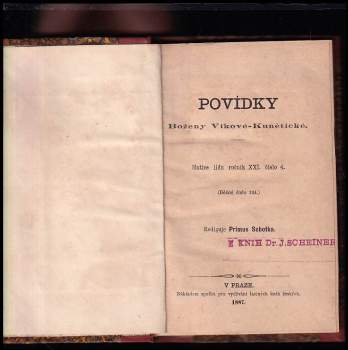 POVÍDKY
Boženy Vikové-Kunětické.
Matice lidu ročník XXI. číslo 4.
(Běžné číslo 124.)
Rediguje Primus Sobotka.
Z KNIH Dr. J. SCHEINER
V PRAZE.
Nákladem spolku pro vydávání laciných knih českých.
1887.